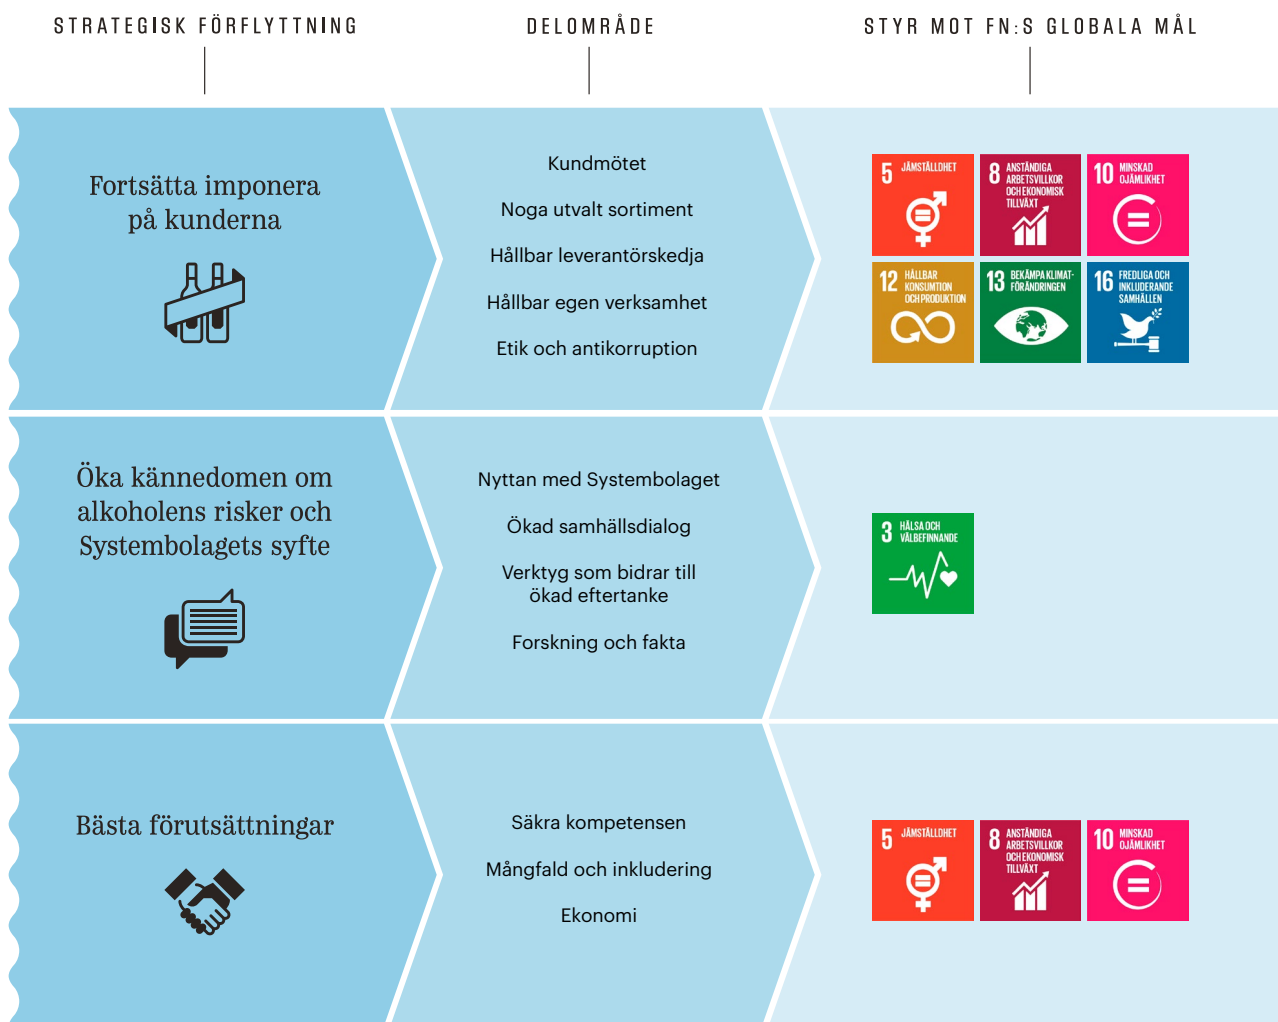 STRATEGISK FÖRFLYTTNING
DELOMRÅDE
STYR MOT FN:S GLOBALA MÅL
Fortsätta imponera
på kunderna
Kundmötet
Noga utvalt sortiment
Hållbar leverantörskedja
Hållbar egen verksamhet
Etik och antikorruption
5 JÄMSTÄLLDHET
8 ANSTÄNDIGA
ARBETSVILLKOR
OCH EKONOMISK
TILLVÄXT
10 MINSKAD
OJÄMLIKHET
12 HÅLLBAR
KONSUMTION
OCH PRODUKTION
13 BEKÄMPA KLIMAT-
FÖRÄNDRINGEN
16 FREDLIGA OCH
INKLUDERANDE
SAMHÄLLEN
Öka kännedomen om
alkoholens risker och
Systembolagets syfte
Nyttan med Systembolaget
Ökad samhällsdialog
Verktyg som bidrar till
ökad eftertanke
Forskning och fakta
3 HÄLSA OCH
VÄLBEFINNANDE
Bästa förutsättningar
Säkra kompetensen
Mångfald och inkludering
Ekonomi
5 JÄMSTÄLLDHET
8 ANSTÄNDIGA
ARBETSVILLKOR
OCH EKONOMISK
TILLVÄXT
10 MINSKAD
OJÄMLIKHET